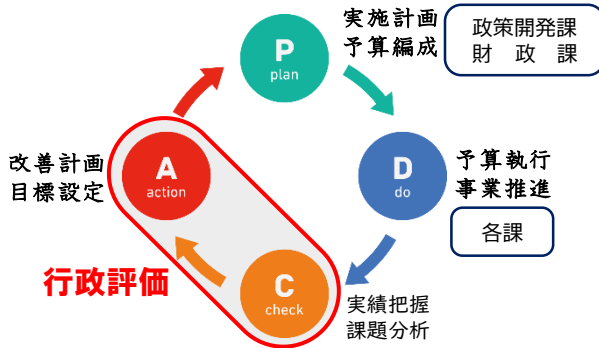 P
plan
実施計画
予算編成
政策開発課
財 政 課
D
do
予算執行
事業推進
各課
C
check
実績把握
課題分析
A
action
改善計画
目標設定
行政評価